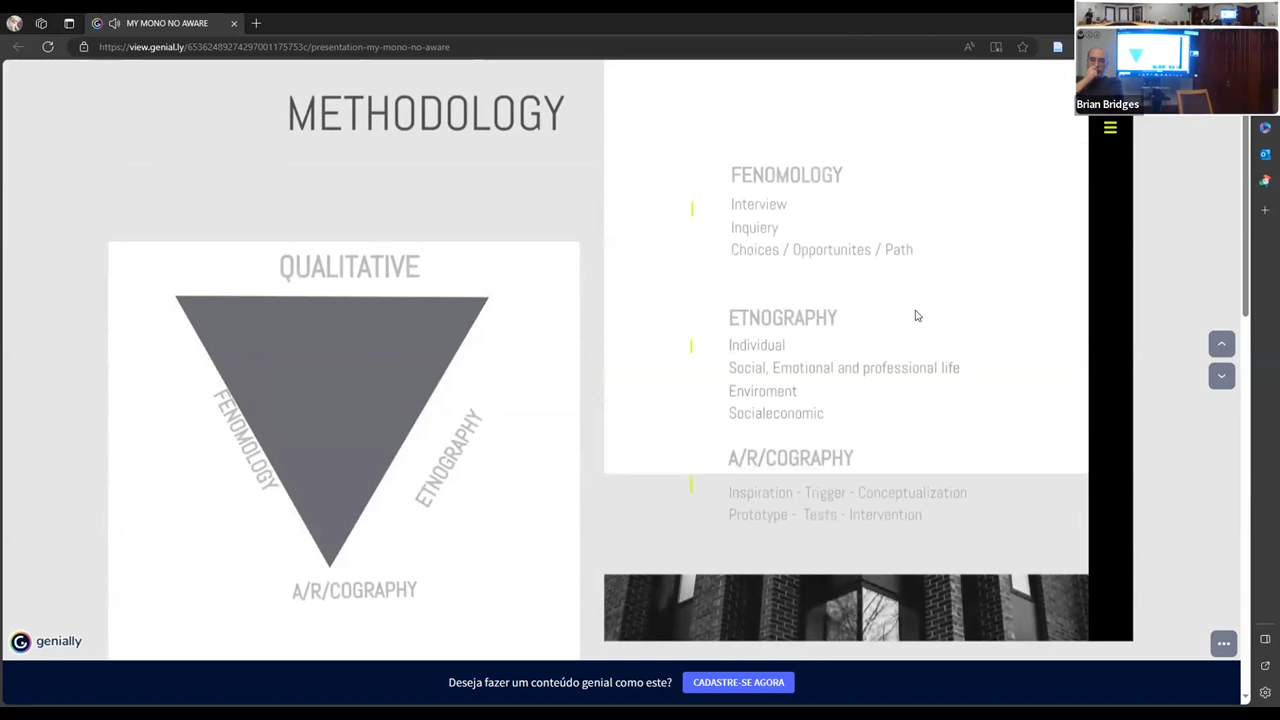 MY MONO NO AWARE
https://view.genial.ly/6536248927429700117 5753c/presentation-my-mono-no-aware
Brian Bridges
METHODOLOGY
QUALITATIVE
FENOMOLOGY
ETNOGRAPHY
A/R/COGRAPHY
FENOMOLOGY
Interview
Inquiery
Choices / Opportunites / Path
ETNOGRAPHY
Individual
Social, Emotional and professional life
Enviroment
Socialeconomic
A/R/COGRAPHY
Inspiration - Trigger - Conceptualization
Prototype - Tests - Intervention
genially
Deseja fazer um conteúdo genial como este?
CADASTRE-SE AGORA